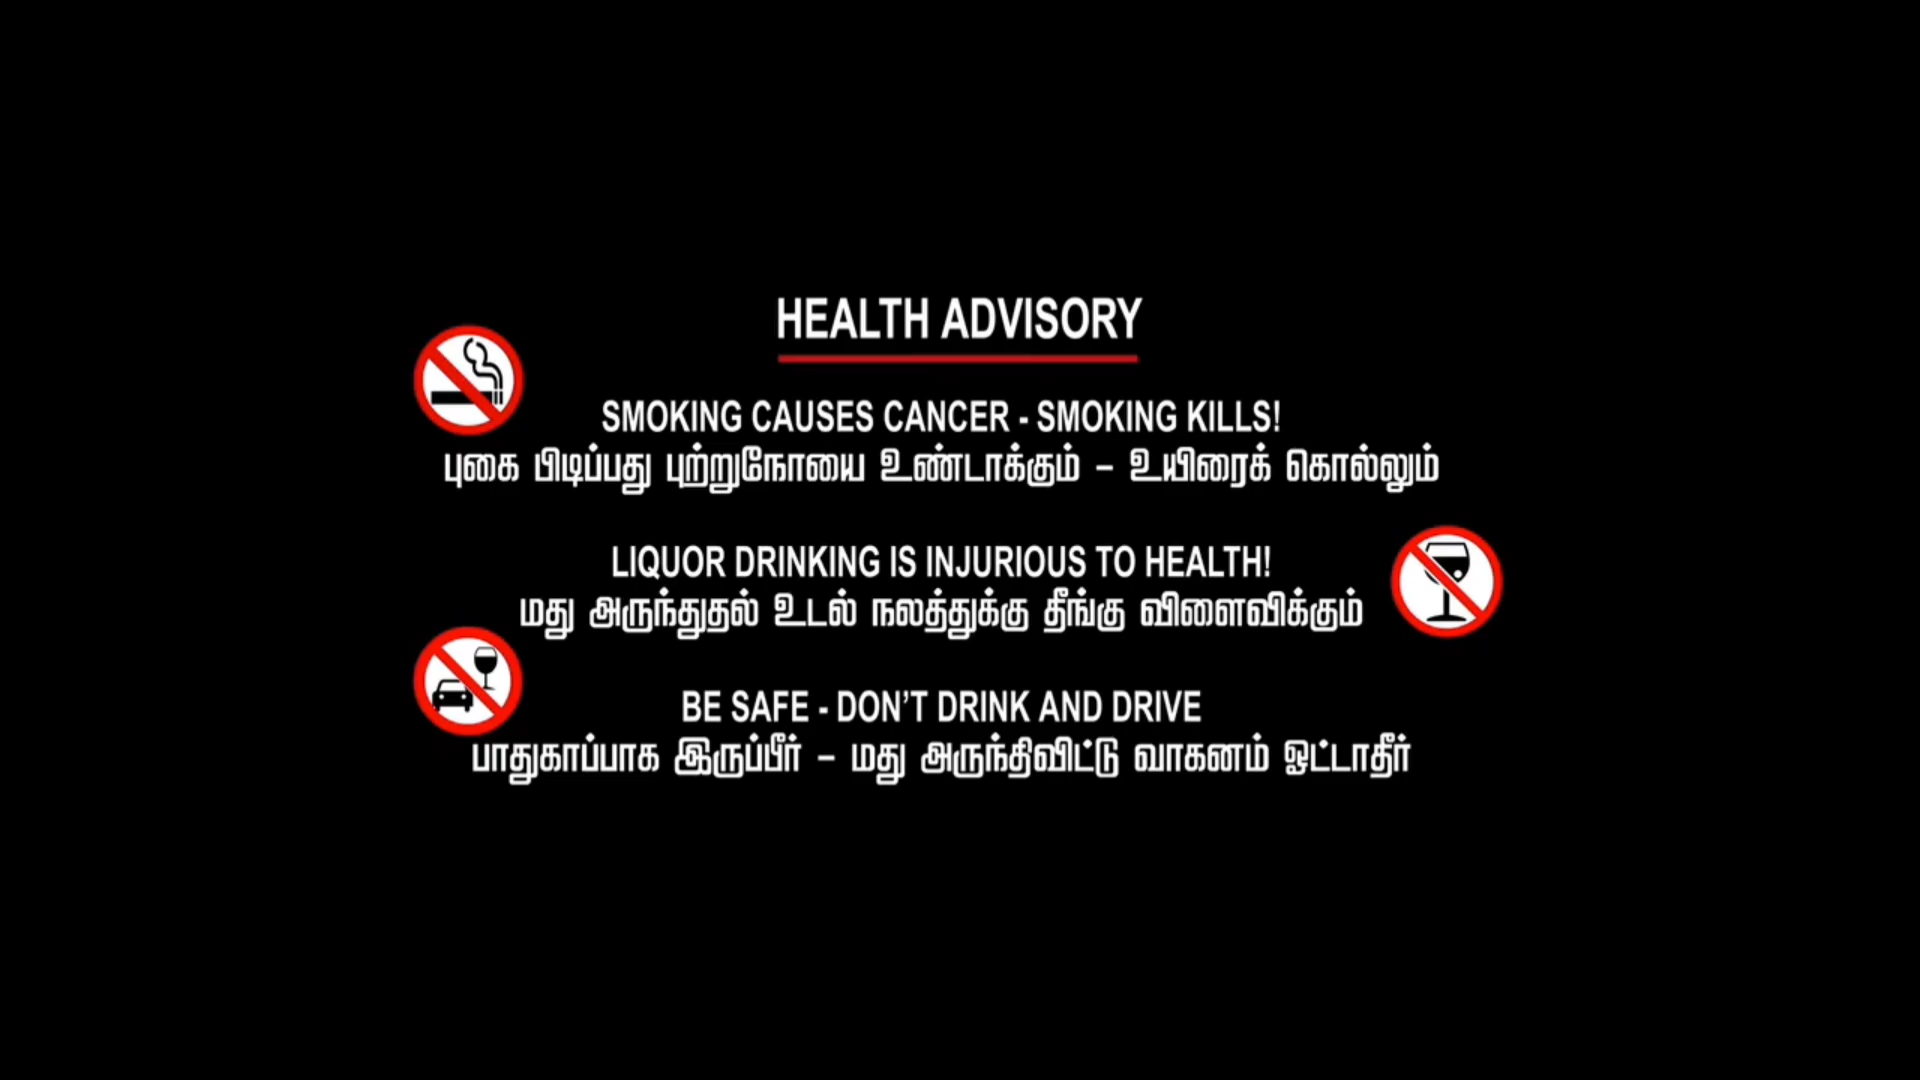 HEALTH ADVISORY
SMOKING CAUSES CANCER - SMOKING KILLS!
புகை பிடிப்பது புற்றுநோயை உண்டாக்கும் – உயிரைக் கொல்லும்
LIQUOR DRINKING IS INJURIOUS TO HEALTH!
மது அருந்துதல் உடல் நலத்துக்கு தீங்கு விளைவிக்கும்
BE SAFE - DON’T DRINK AND DRIVE
பாதுகாப்பாக இருப்பீர் – மது அருந்திவிட்டு வாகனம் ஓட்டாதீர்